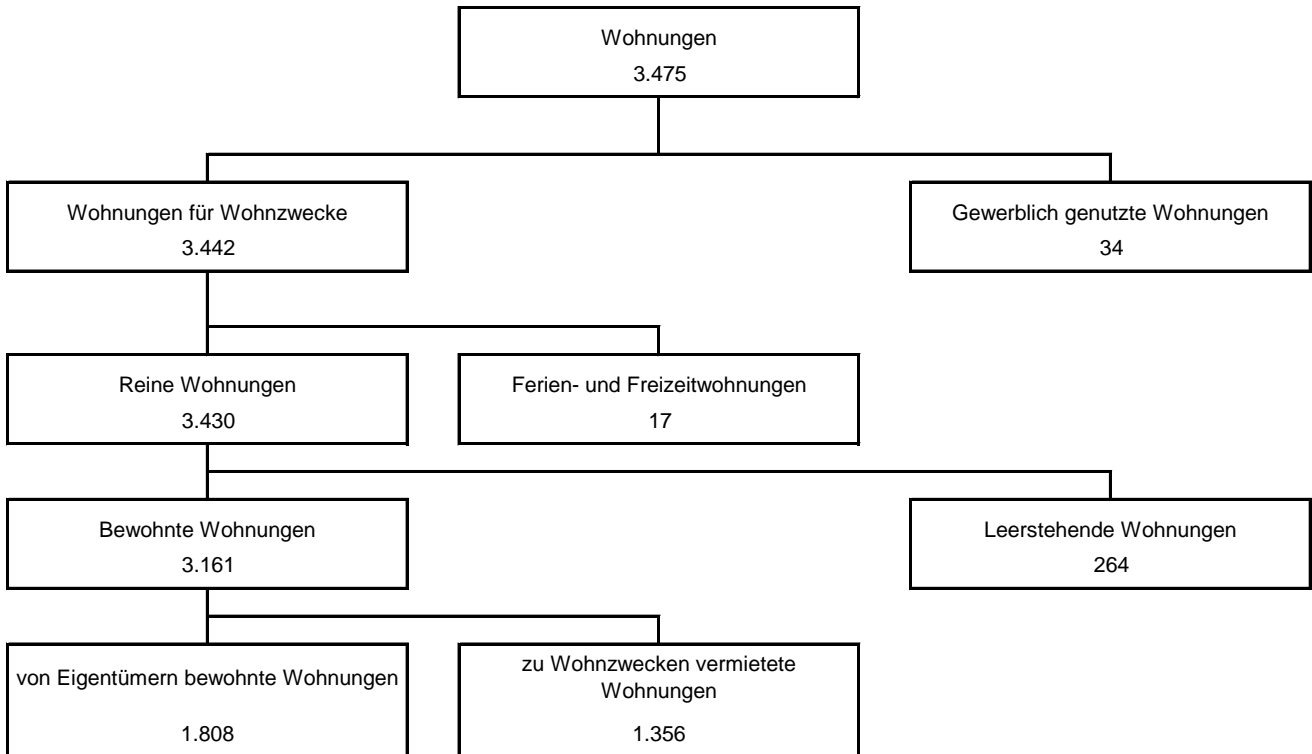 Wohnungen
3.475
Wohnungen für Wohnzwecke
3.442
Gewerblich genutzte Wohnungen
34
Reine Wohnungen
3.430
Ferien- und Freizeitwohnungen
17
Bewohnte Wohnungen
3.161
Leerstehende Wohnungen
264
von Eigentümern bewohnte Wohnungen
1.808
zu Wohnzwecken vermietete
Wohnungen
1.356